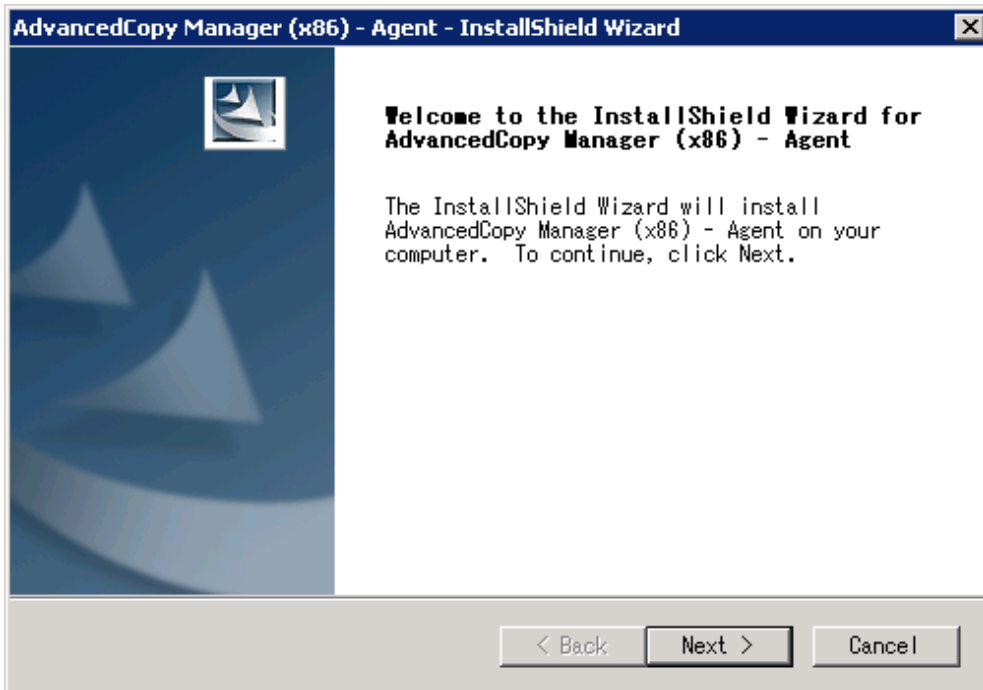 AdvancedCopy Manager (x86) - Agent - InstallShield Wizard
Welcome to the InstallShield Wizard for
AdvancedCopy Manager (x86) - Agent
The InstallShield Wizard will install
AdvancedCopy Manager (x86) - Agent on your
computer.  To continue, click Next.
< Back
Next >
Cancel